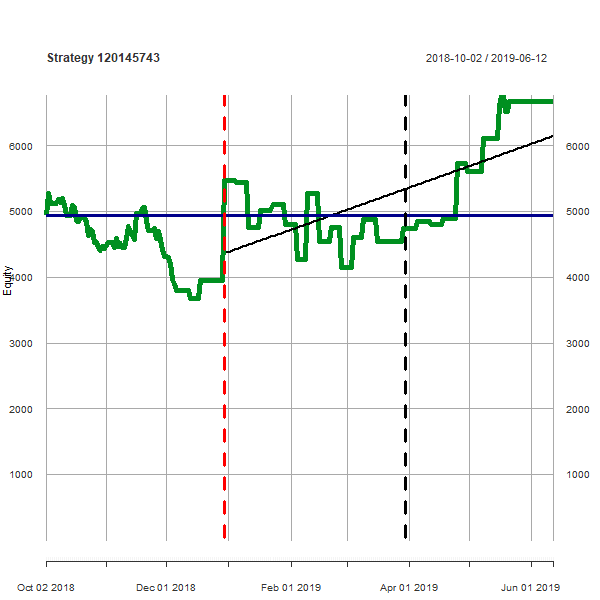 Strategy 120145743
2018-10-02 / 2019-06-12
6000
6000
5000
5000
Equity
4000
4000
3000
3000
2000
2000
1000
1000
Oct 02 2018
Dec 01 2018
Feb 01 2019
Apr 01 2019
Jun 01 2019